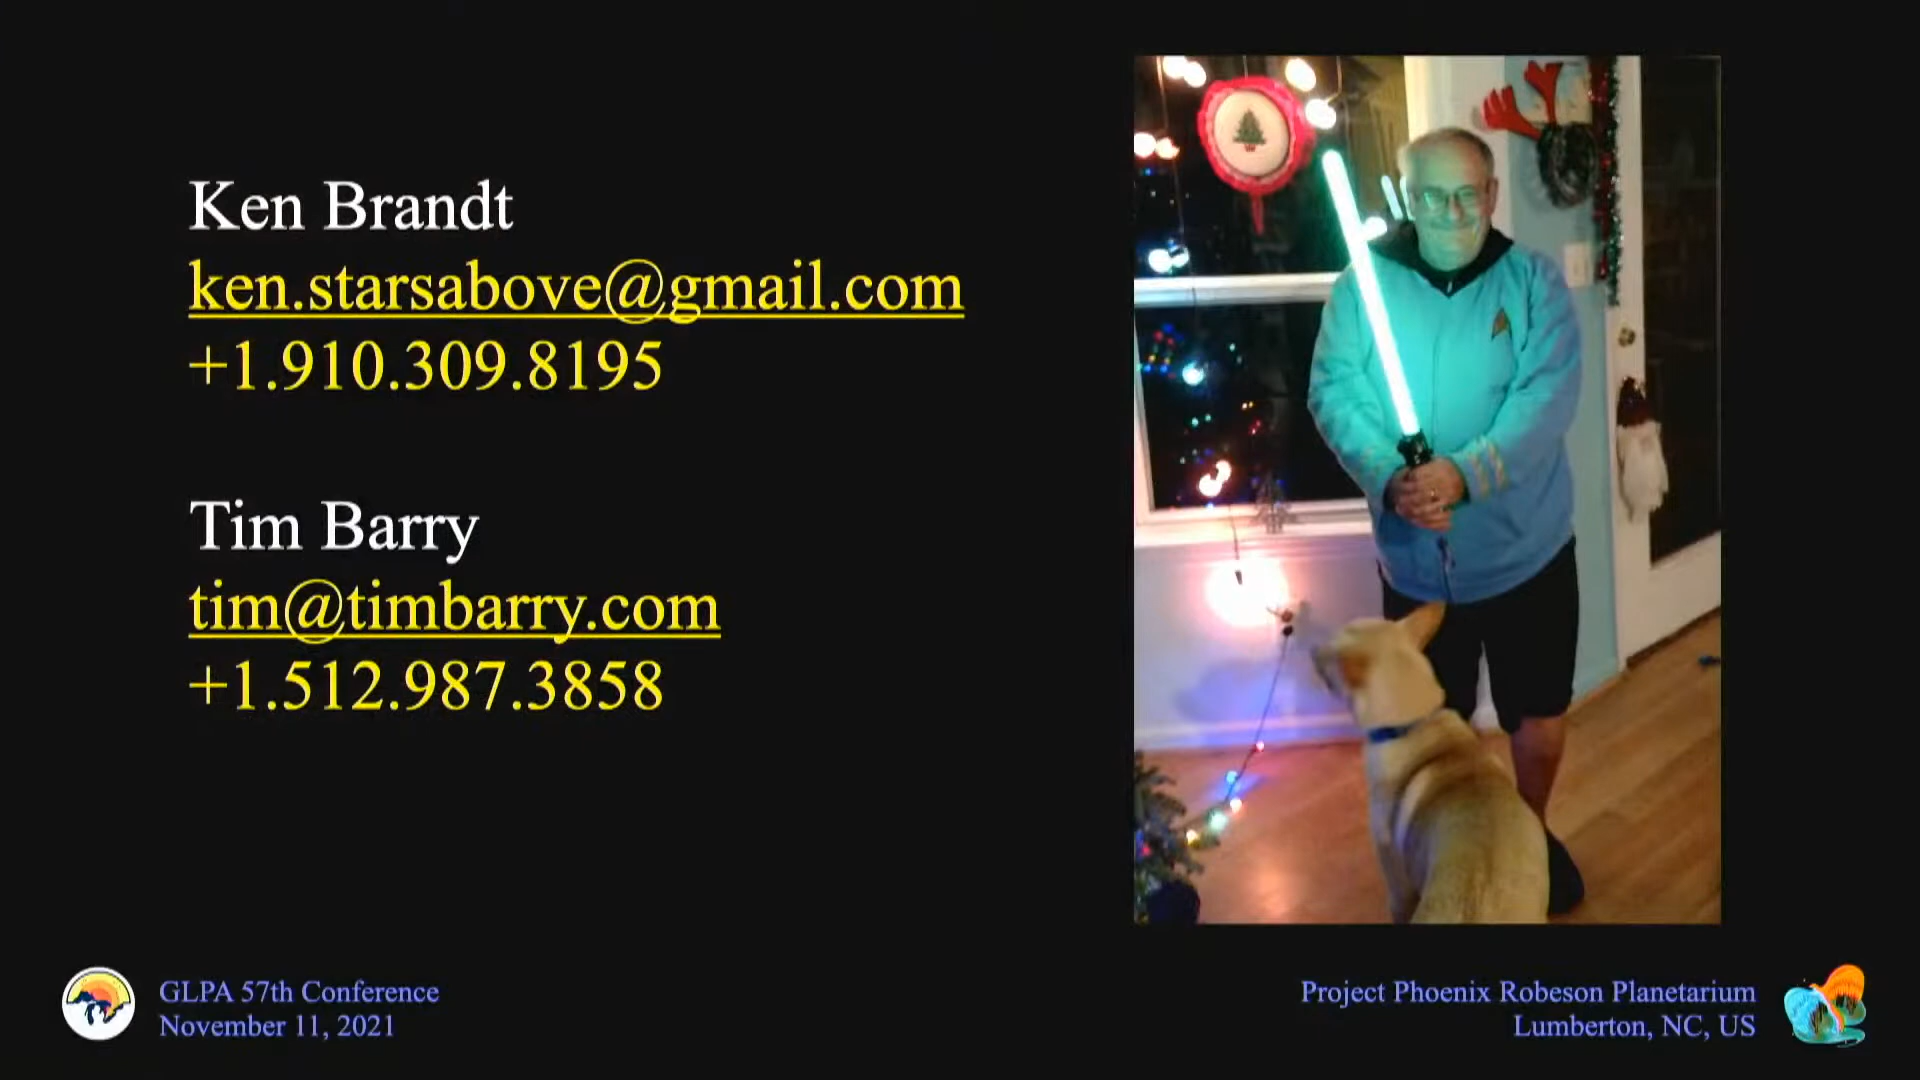 Ken Brandt
ken.starsabove@gmail.com
+1.910.309.8195
Tim Barry
tim@timbarry.com
+1.512.987.3858
GLPA 57th Conference
November 11, 2021
Project Phoenix Robeson Planetarium
Lumberton, NC, US